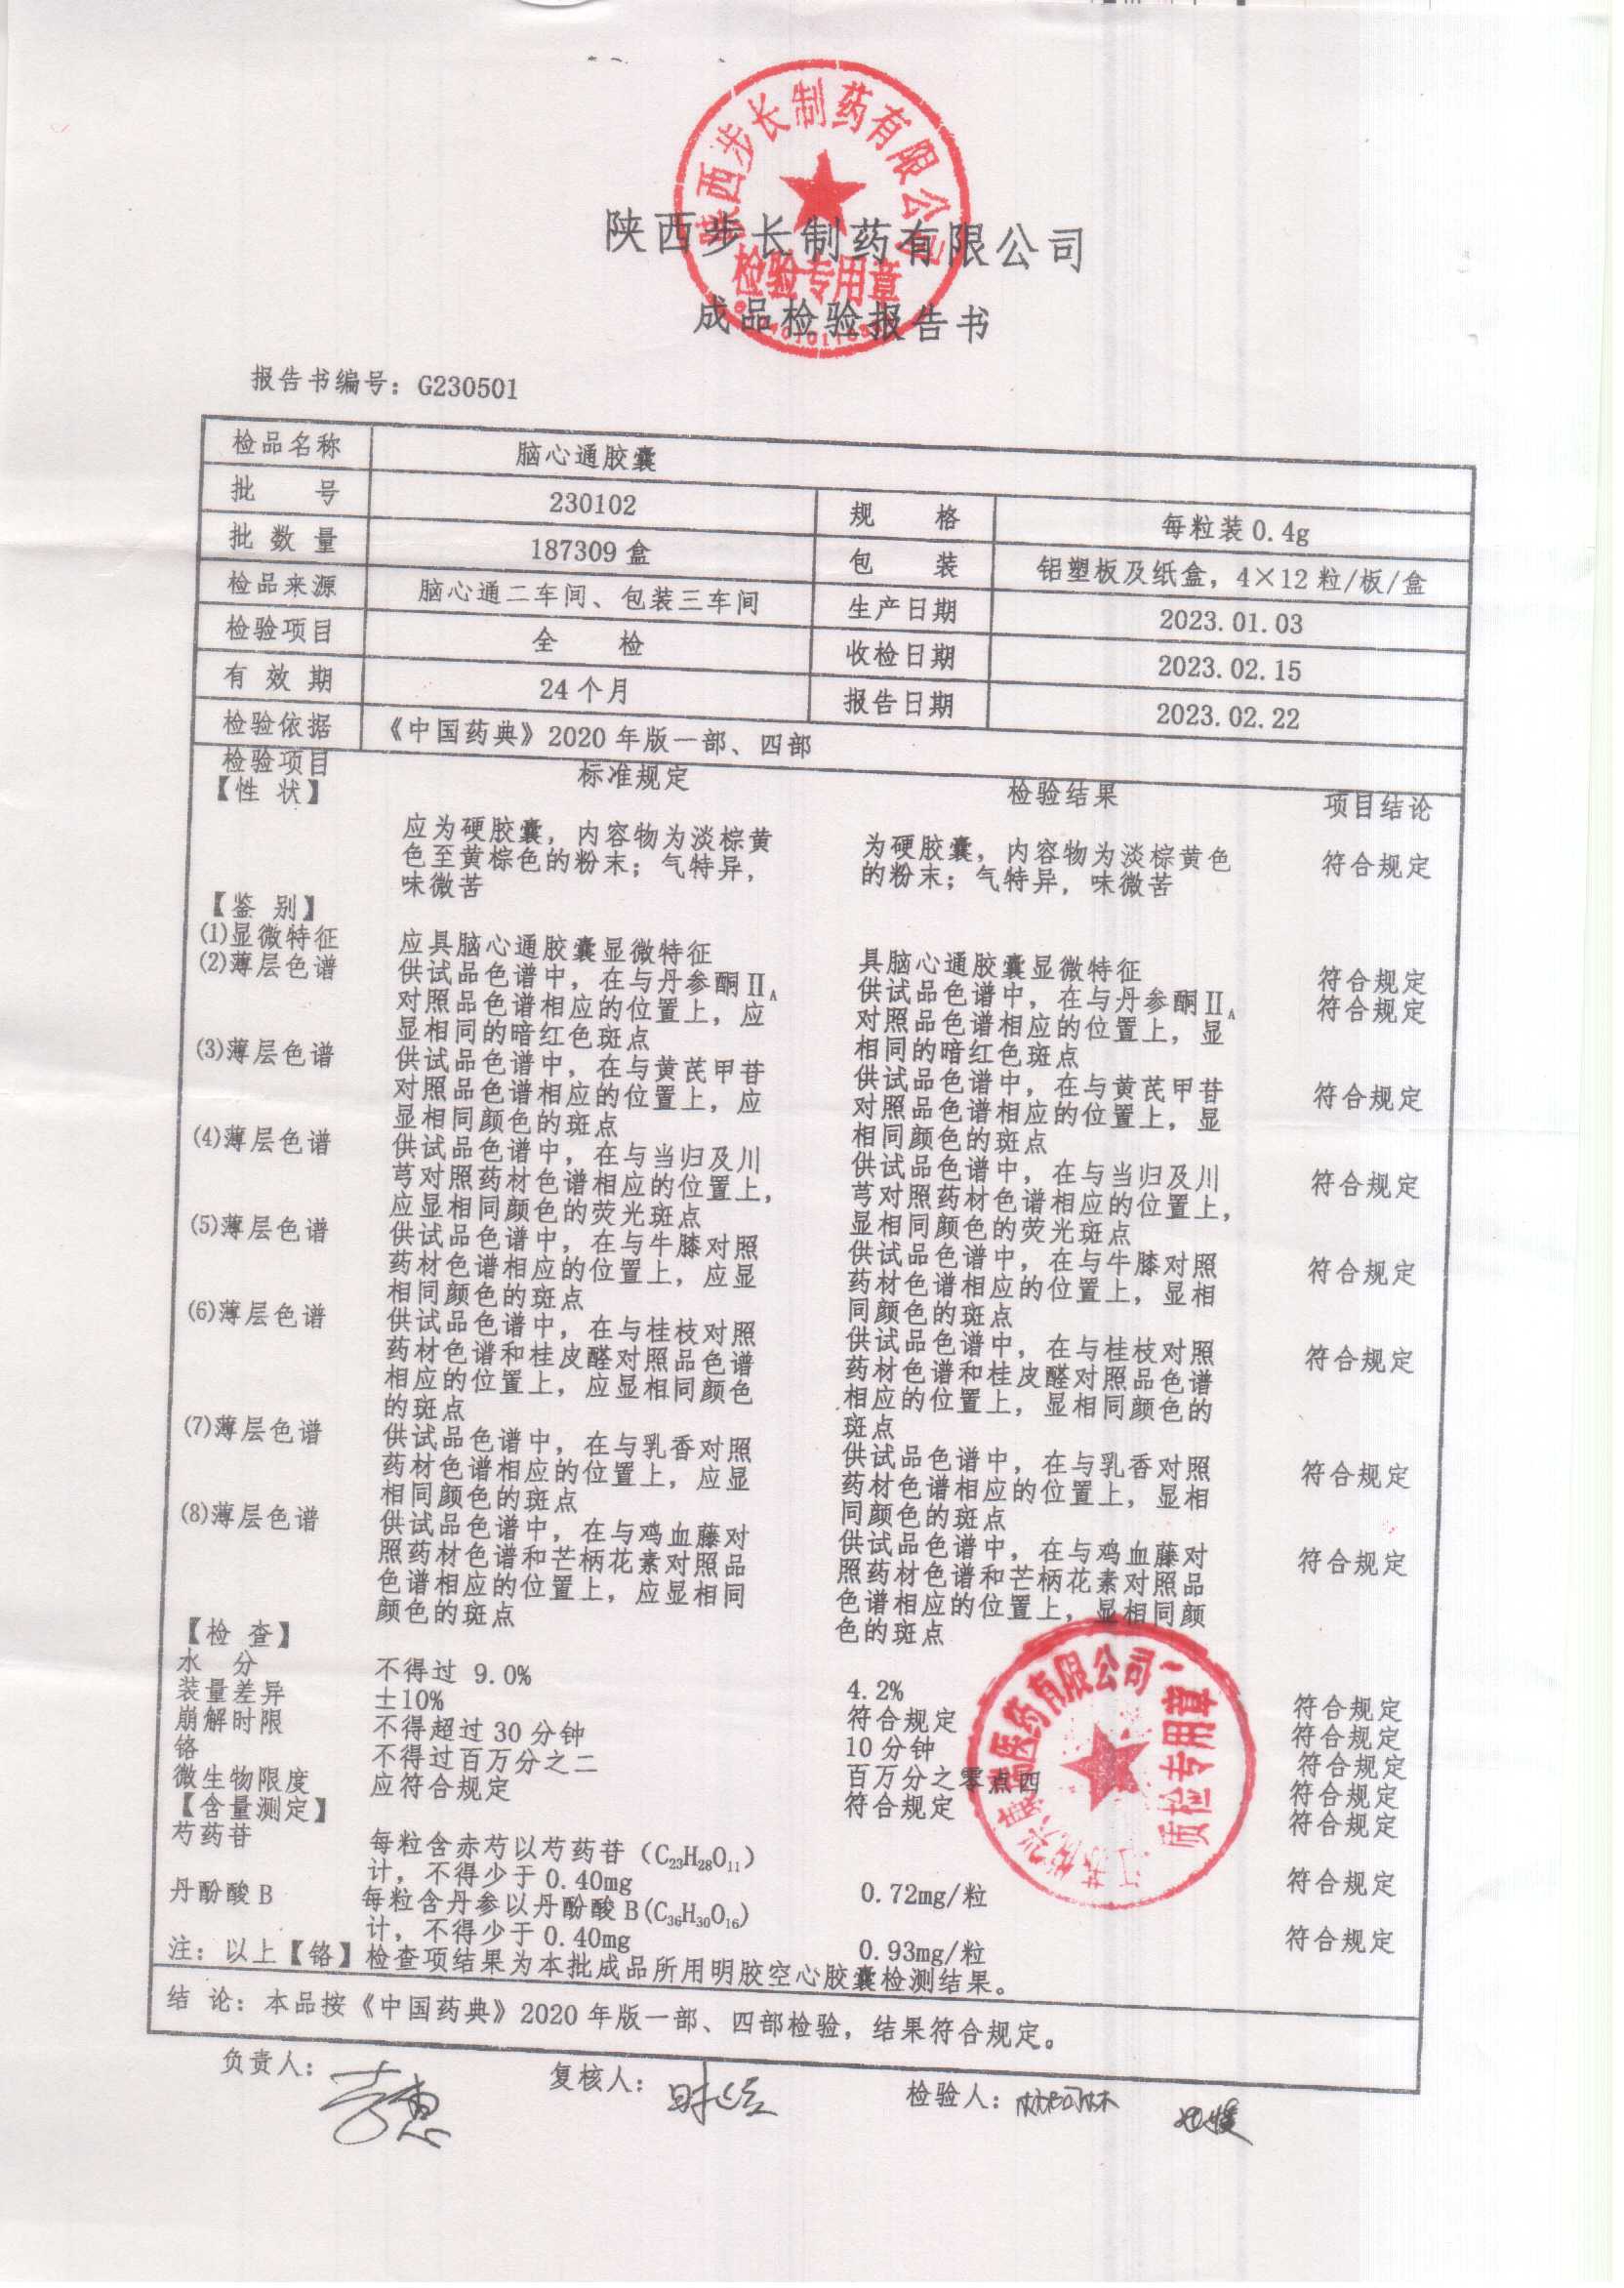 陕西步长制药有限公司
检验专用章
陕西步长制药有限公司
成品检验报告书
报告书编号：G230501
检品名称 脑心通胶囊
批 号 230102 规 格 每粒装0.4g
批 数 量 187309盒 包 装 铝塑板及纸盒，4×12粒/板/盒
检品来源 脑心通二车间、包装三车间 生产日期 2023.01.03
检验项目 全 检 收检日期 2023.02.15
有 效 期 24个月 报告日期 2023.02.22
检验依据 《中国药典》2020年版一部、四部
检验项目 标准规定 检验结果 项目结论
【性 状】
应为硬胶囊，内容物为淡棕黄 为硬胶囊，内容物为淡棕黄色 符合规定
色至黄棕色的粉末；气特异， 的粉末；气特异，味微苦
味微苦
【鉴 别】
⑴显微特征 应具脑心通胶囊显微特征 具脑心通胶囊显微特征 符合规定
⑵薄层色谱 供试品色谱中，在与丹参酮ⅡA 供试品色谱中，在与丹参酮ⅡA 符合规定
对照品色谱相应的位置上，应 对照品色谱相应的位置上，显
显相同的暗红色斑点 相同的暗红色斑点
⑶薄层色谱 供试品色谱中，在与黄芪甲苷 供试品色谱中，在与黄芪甲苷 符合规定
对照品色谱相应的位置上，应 对照品色谱相应的位置上，显
显相同颜色的斑点 相同颜色的斑点
⑷薄层色谱 供试品色谱中，在与当归及川 供试品色谱中，在与当归及川 符合规定
芎对照药材色谱相应的位置上， 芎对照药材色谱相应的位置上，
应显相同颜色的荧光斑点 显相同颜色的荧光斑点
⑸薄层色谱 供试品色谱中，在与牛膝对照 供试品色谱中，在与牛膝对照 符合规定
药材色谱相应的位置上，应显 药材色谱相应的位置上，显相
相同颜色的斑点 同颜色的斑点
⑹薄层色谱 供试品色谱中，在与桂枝对照 供试品色谱中，在与桂枝对照 符合规定
药材色谱和桂皮醛对照品色谱 药材色谱和桂皮醛对照品色谱
相应的位置上，应显相同颜色 相应的位置上，显相同颜色的
的斑点 斑点
⑺薄层色谱 供试品色谱中，在与乳香对照 供试品色谱中，在与乳香对照 符合规定
药材色谱相应的位置上，应显 药材色谱相应的位置上，显相
相同颜色的斑点 同颜色的斑点
⑻薄层色谱 供试品色谱中，在与鸡血藤对 供试品色谱中，在与鸡血藤对 符合规定
照药材色谱和芒柄花素对照品 照药材色谱和芒柄花素对照品
色谱相应的位置上，应显相同 色谱相应的位置上，显相同颜
颜色的斑点 色的斑点
【检 查】
水 分 不得过 9.0% 4.2% 符合规定
装量差异 ±10% 符合规定 符合规定
崩解时限 不得超过30分钟 10分钟 符合规定
铬 不得过百万分之二 百万分之零点四 符合规定
微生物限度 应符合规定 符合规定 符合规定
【含量测定】
芍药苷 每粒含赤芍以芍药苷（C23H28O11） 0.72mg/粒 符合规定
计，不得少于0.40mg
丹酚酸B 每粒含丹参以丹酚酸B(C36H30O16) 0.93mg/粒 符合规定
计，不得少于0.40mg
注：以上【铬】检查项结果为本批成品所用明胶空心胶囊检测结果。
医药有限公司
质检专用章
结 论：本品按《中国药典》2020年版一部、四部检验，结果符合规定。
负责人： 复核人： 检验人：